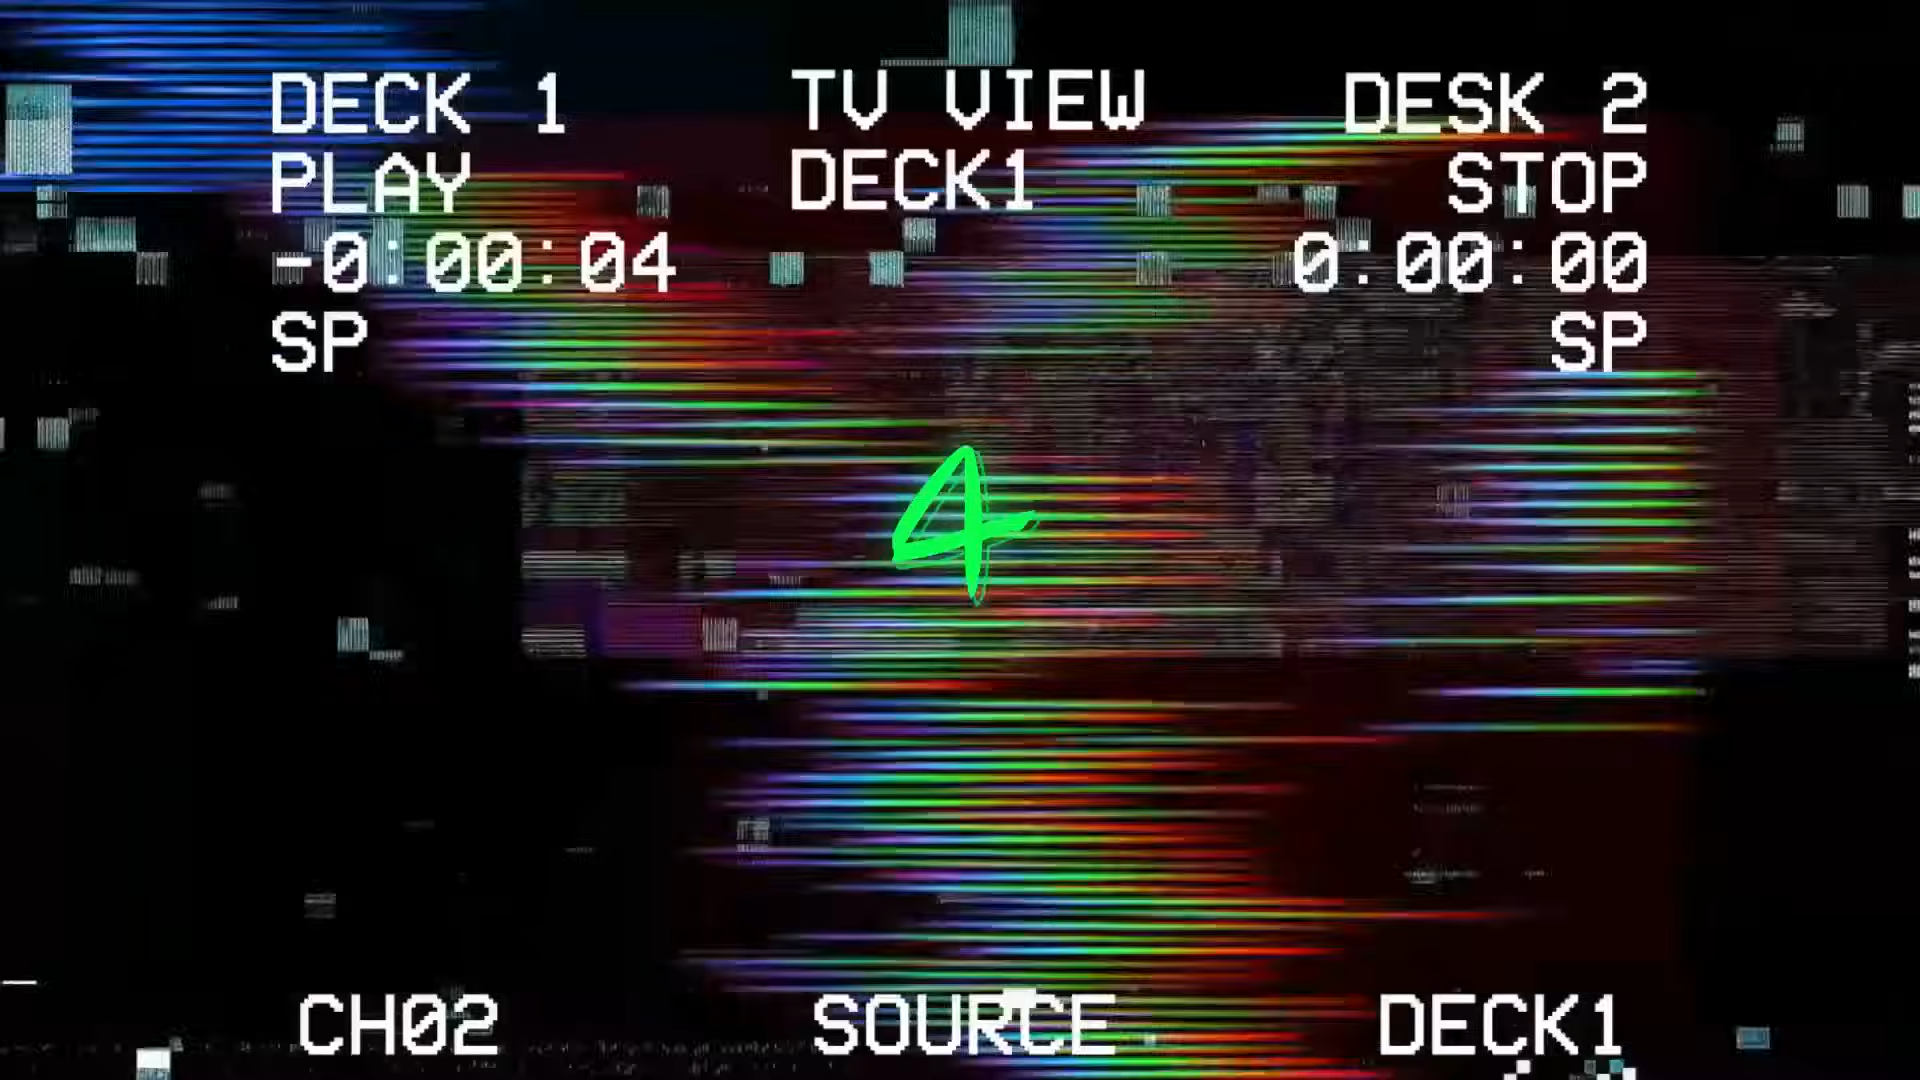 DECK 1
PLAY
-0:00:04
SP
TV VIEW
DECK1
DESK 2
STOP
0:00:00
SP
4
CH02
SOURCE
DECK1